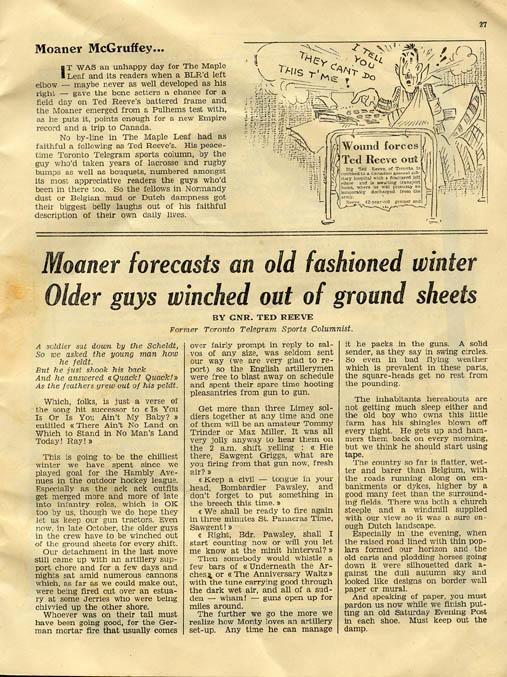 27
Moaner McGruffey...
IT WAS an unhappy day for The Maple
Leaf and its readers when a BLR'd left
elbow — maybe never as well developed as his
right — gave the bone setters a chance for a
field day on Ted Reeve's battered frame and
the Moaner emerged from a Pulhems test with,
as he puts it, points enough for a new Empire
record and a trip to Canada.
No by-line in The Maple Leaf had as
faithful a following as Ted Reeve's. His peace-
time Toronto Telegram sports column, by the
guy who'd taken years of lacrosse and rugby
bumps as well as bouquets, numbered amongst
its most appreciative readers the guys who'd
been in there too. So the fellows in Normandy
dust or Belgian mud or Dutch dampness got
their biggest belly laughs out of his faithful
description of their own daily lives.
I TELL
YOU
THEY CANT DO
THIS T'ME!
Wound forces
Ted Reeve out
Moaner forecasts an old fashioned winter
Older guys winched out of ground sheets
BY GNR. TED REEVE
Former Toronto Telegram Sports Columnist.
A soldier sat down by the Scheldt,
So we asked the young man how
he feldt.
But he just shook his back
And he answered «Quack! Quack!»
As the feathers grew out of his peldt.
Which, folks, is just a verse of
the song hit successor to «Is You
Is Or Is You Ain't My Baby?»
entitled «There Ain't No Land on
Which to Stand in No Man's Land
Today! Ray!»
This is going to be the chilliest
winter we have spent since we
played goal for the Humbly Ave-
nues in the outdoor hockey league.
Especially as the ack ack outfits
get merged more and more of late
into infantry roles, which is OK
too by us, though we do hope they
let us keep our gun tractors. Even
now, in late October, the older guys
in the crew have to be winched out
of the ground sheets for every shift.
Our detachment in the last move
still came up with an artillery sup-
port chore and for a few days and
nights sat amid numerous cannons
which, as far as we could make out,
were being fired out over an estua-
ry at some Jerries who were being
chivvied up the other shore.
Whoever was on their tail must
have been going good, for the Ger-
man mortar fire that usually comes
over fairly prompt in reply to sal-
vos of any size, was seldom sent
our way (we are very glad to re-
port) so the English artillerymen
were free to blast away on schedule
and spent their spare time hooting
pleasantries from gun to gun.
Get more than three Limey sol-
diers together at any time and one
of them will be an amateur Tommy
Trinder or Max Miller. It was all
very jolly anyway to hear them on
the 2 a.m. shift yelling : «Hie
there, Sawgent Griggs, what are
you firing from that gun now, fresh
air?»
«Keep a civil — tongue in your
head, Bombardier Pawsley, and
don't forget to put something in
the breech this time.»
«We shall be ready to fire again
in three minutes St. Panacras Time,
Sawgent!»
«Right, Bdr. Pawsley, shall I
start counting now or will you let
me know at the minit hinterval?»
Then somebody would whistle a
few bars of «Underneath the Ar-
ches» or «The Anniversary Waltz»
with the tune carrying good through
the dark wet air, and all of a sud-
den — wham! — guns open up for
miles around.
The further we go the more we
realize how Monty loves an artillery
set-up. Any time he can manage
it he packs in the guns. A solid
sender, as they say in swing circles.
So even in bad flying weather
which is prevalent in these parts,
the square-heads get no rest from
the pounding.
The inhabitants hereabouts are
not getting much sleep either and
the old boy who owns this little
farm has his shingles blown off
every night. He gets up and ham-
mers them back on every morning,
but we think he should start using
tape.
The country so far is flatter, wet-
ter and barer than Belgium, with
the roads running along on em-
bankments or dykes, higher by a
good many feet than the surround-
ing fields. There was both a church
steeple and a windmill supplied
with our view so it was a sure en-
ough Dutch landscape.
Especially in the evening, when
the raised road lined with thin pop-
lars formed our horizon and the
old carts and plodding horses going
down it were silhouetted dark a-
gainst the dull autumn sky and
looked like designs on border wall
paper or mural.
And speaking of paper, you must
pardon us now while we finish putt-
ing an old Saturday Evening Post
in each shoe. Must keep out the
damp.